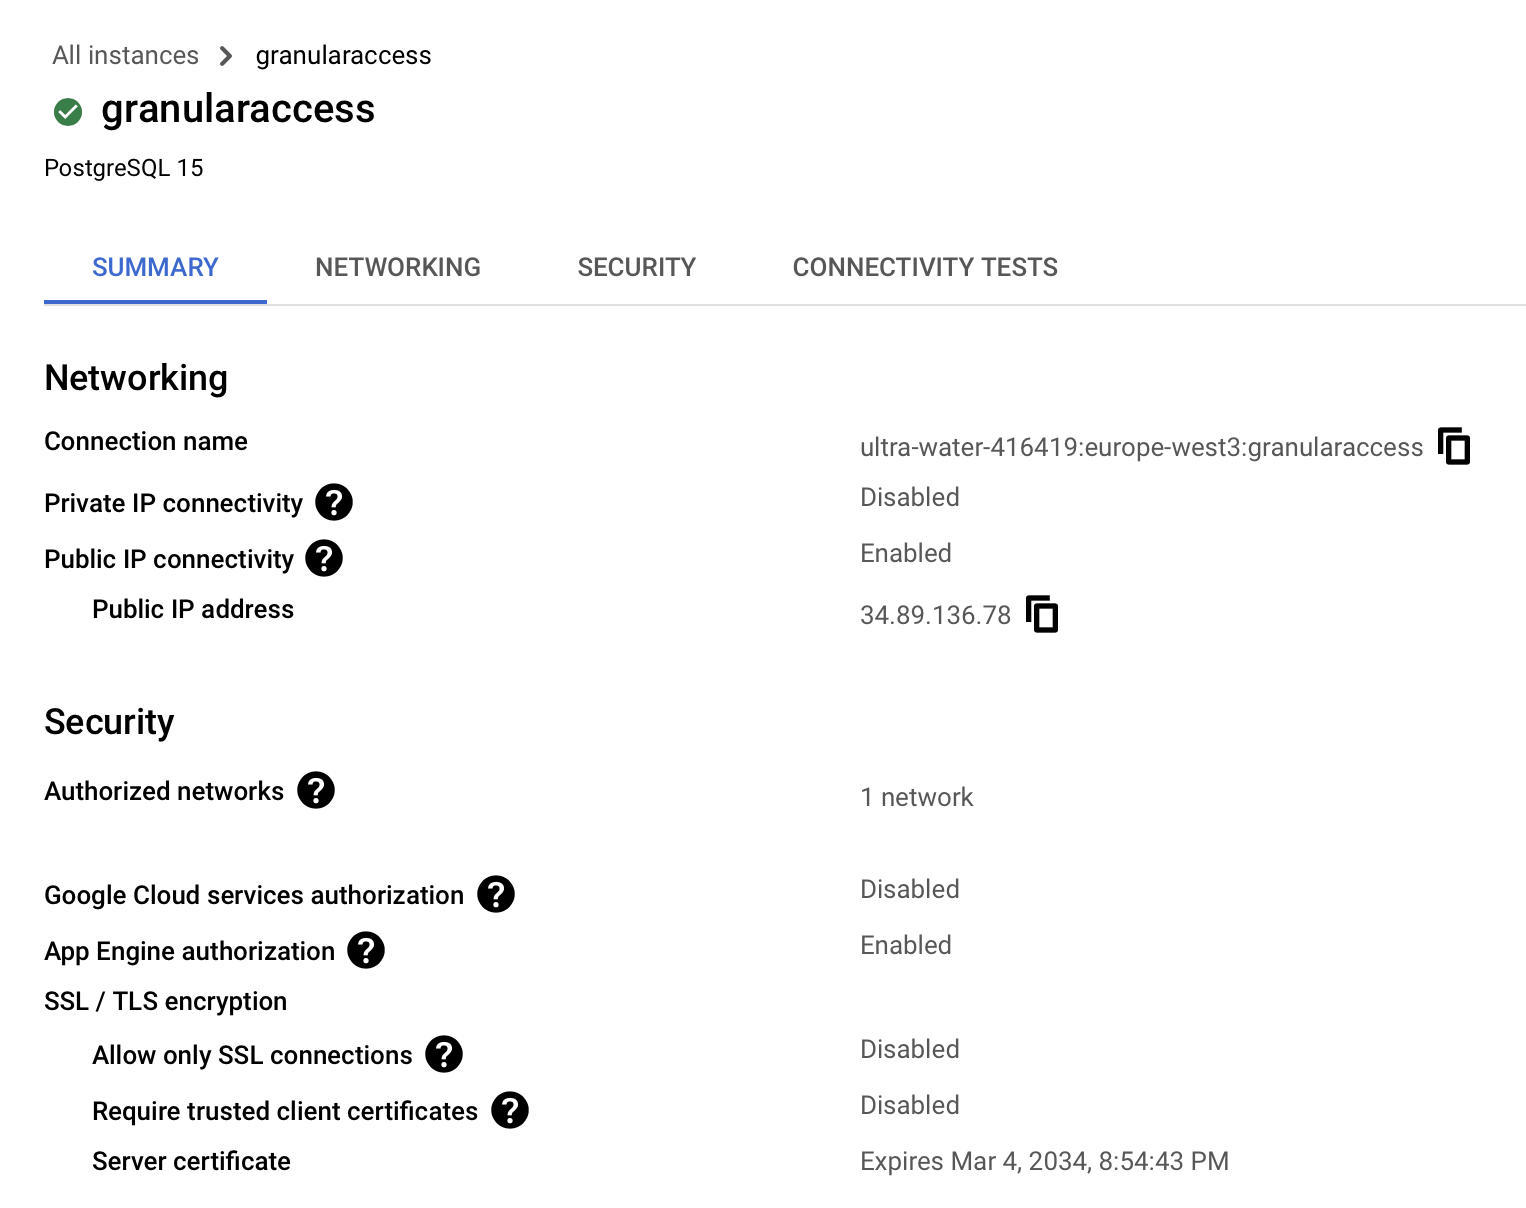 All instances > granularaccess
granularaccess
PostgreSQL 15
SUMMARY NETWORKING SECURITY CONNECTIVITY TESTS
Networking
Connection name ultra-water-416419:europe-west3:granularaccess
Private IP connectivity ? Disabled
Public IP connectivity ? Enabled
Public IP address 34.89.136.78
Security
Authorized networks ? 1 network
Google Cloud services authorization ? Disabled
App Engine authorization ? Enabled
SSL / TLS encryption
Allow only SSL connections ? Disabled
Require trusted client certificates ? Disabled
Server certificate Expires Mar 4, 2034, 8:54:43 PM